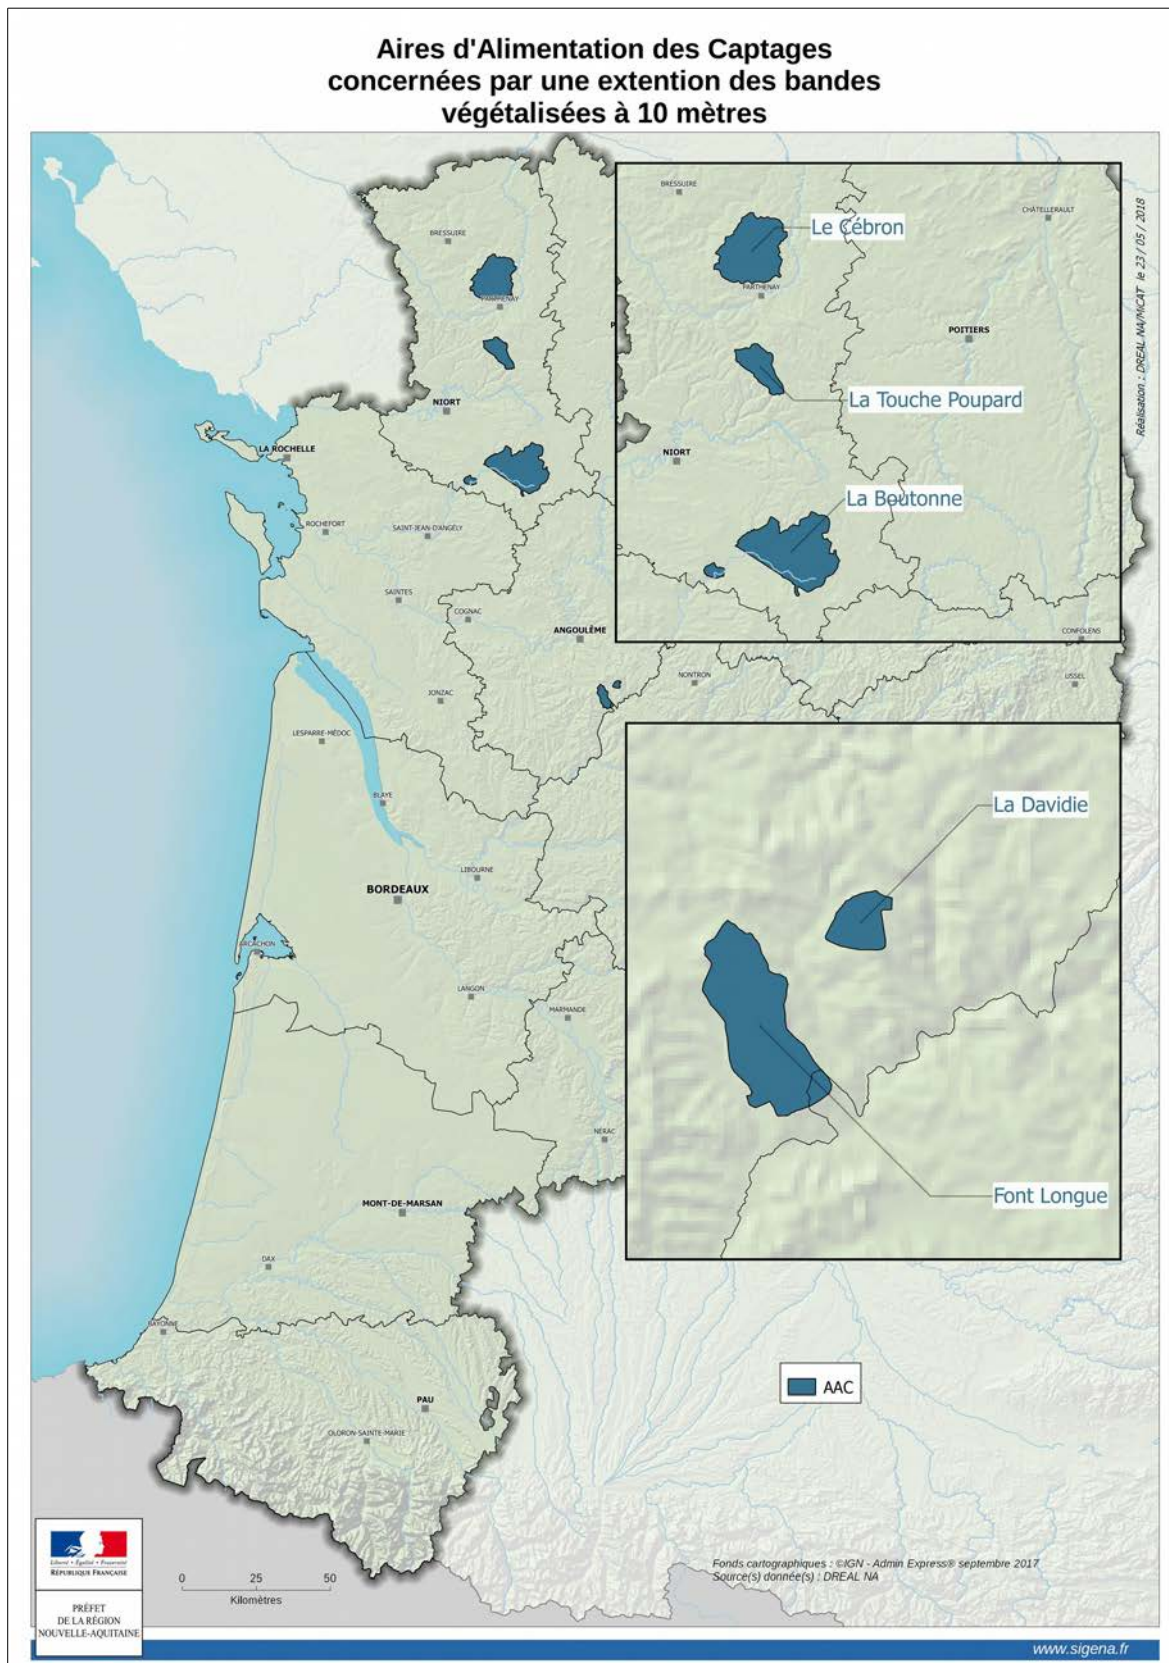 Aires d'Alimentation des Captages
concernées par une extention des bandes
végétalisées à 10 mètres
Réalisation : DREAL NA/MiCAT le 23 / 05 / 2018
BRESSUIRE
PARTHENAY
NIORT
LA ROCHELLE
ROCHEFORT
SAINT-JEAN-D'ANGÉLY
SAINTES
COGNAC
ANGOULÊME
JONZAC
NONTRON
USSEL
LESPARRE-MÉDOC
BLAYE
LIBOURNE
BORDEAUX
ARCACHON
LANGON
MARMANDE
NÉRAC
MONT-DE-MARSAN
DAX
BAYONNE
PAU
OLORON-SAINTE-MARIE
BRESSUIRE
CHÂTELLERAULT
Le Cébron
PARTHENAY
POITIERS
La Touche Poupard
NIORT
La Boutonne
CONFOLENS
La Davidie
Font Longue
AAC
Liberté • Égalité • Fraternité
RÉPUBLIQUE FRANÇAISE
PRÉFET
DE LA RÉGION
NOUVELLE-AQUITAINE
0 25 50
Kilomètres
Fonds cartographiques : ©IGN - Admin Express® septembre 2017
Source(s) donnée(s) : DREAL NA
www.sigena.fr